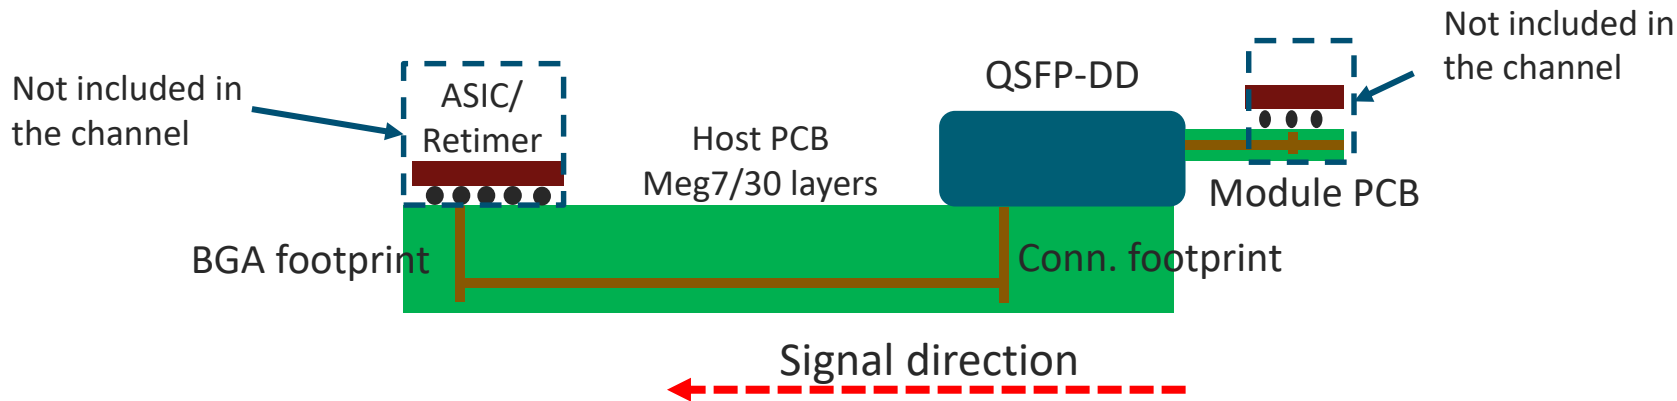 Not included in
the channel
ASIC/
Retimer
Host PCB
Meg7/30 layers
QSFP-DD
Not included in
the channel
Module PCB
BGA footprint
Conn. footprint
Signal direction